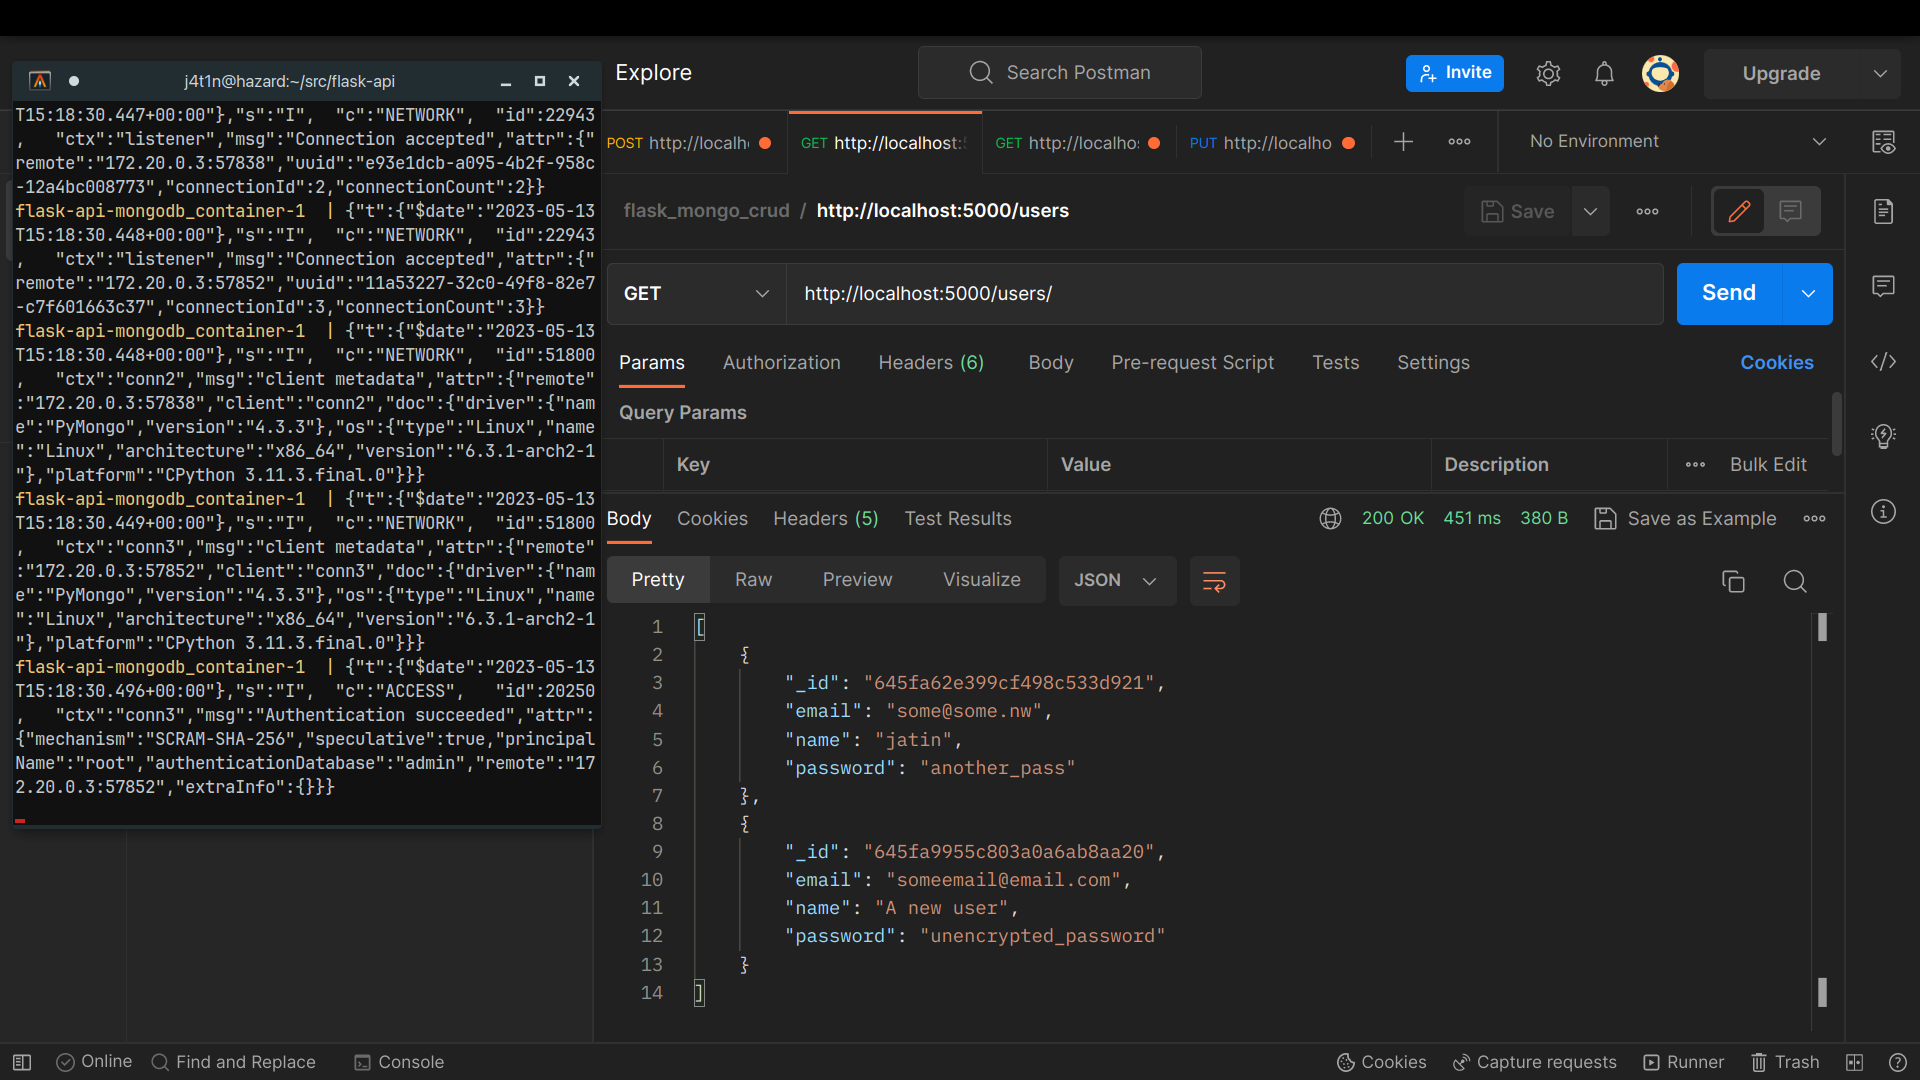 j4t1n@hazard:~/src/flask-api
T15:18:30.447+00:00"},"s":"I",  "c":"NETWORK",  "id":22943
,   "ctx":"listener","msg":"Connection accepted","attr":{"
remote":"172.20.0.3:57838","uuid":"e93e1dcb-a095-4b2f-958c
-12a4bc008773","connectionId":2,"connectionCount":2}}
flask-api-mongodb_container-1  | {"t":{"$date":"2023-05-13
T15:18:30.448+00:00"},"s":"I",  "c":"NETWORK",  "id":22943
,   "ctx":"listener","msg":"Connection accepted","attr":{"
remote":"172.20.0.3:57852","uuid":"11a53227-32c0-49f8-82e7
-c7f601663c37","connectionId":3,"connectionCount":3}}
flask-api-mongodb_container-1  | {"t":{"$date":"2023-05-13
T15:18:30.448+00:00"},"s":"I",  "c":"NETWORK",  "id":51800
,   "ctx":"conn2","msg":"client metadata","attr":{"remote"
:"172.20.0.3:57838","client":"conn2","doc":{"driver":{"nam
e":"PyMongo","version":"4.3.3"},"os":{"type":"Linux","name
":"Linux","architecture":"x86_64","version":"6.3.1-arch2-1
"},"platform":"CPython 3.11.3.final.0"}}}
flask-api-mongodb_container-1  | {"t":{"$date":"2023-05-13
T15:18:30.449+00:00"},"s":"I",  "c":"NETWORK",  "id":51800
,   "ctx":"conn3","msg":"client metadata","attr":{"remote"
:"172.20.0.3:57852","client":"conn3","doc":{"driver":{"nam
e":"PyMongo","version":"4.3.3"},"os":{"type":"Linux","name
":"Linux","architecture":"x86_64","version":"6.3.1-arch2-1
"},"platform":"CPython 3.11.3.final.0"}}}
flask-api-mongodb_container-1  | {"t":{"$date":"2023-05-13
T15:18:30.496+00:00"},"s":"I",  "c":"ACCESS",   "id":20250
,   "ctx":"conn3","msg":"Authentication succeeded","attr":
{"mechanism":"SCRAM-SHA-256","speculative":true,"principal
Name":"root","authenticationDatabase":"admin","remote":"17
2.20.0.3:57852","extraInfo":{}}}
Explore
Search Postman
Invite
Upgrade
POST http://localh
GET http://localhost:5
GET http://localho:
PUT http://localho
No Environment
flask_mongo_crud / http://localhost:5000/users
Save
GET http://localhost:5000/users/
Send
Params Authorization Headers (6) Body Pre-request Script Tests Settings Cookies
Query Params
Key Value Description Bulk Edit
Body Cookies Headers (5) Test Results 200 OK 451 ms 380 B Save as Example
Pretty Raw Preview Visualize JSON
1 [
2     {
3         "_id": "645fa62e399cf498c533d921",
4         "email": "some@some.nw",
5         "name": "jatin",
6         "password": "another_pass"
7     },
8     {
9         "_id": "645fa9955c803a0a6ab8aa20",
10         "email": "someemail@email.com",
11         "name": "A new user",
12         "password": "unencrypted_password"
13     }
14 ]
Online Find and Replace Console Cookies Capture requests Runner Trash